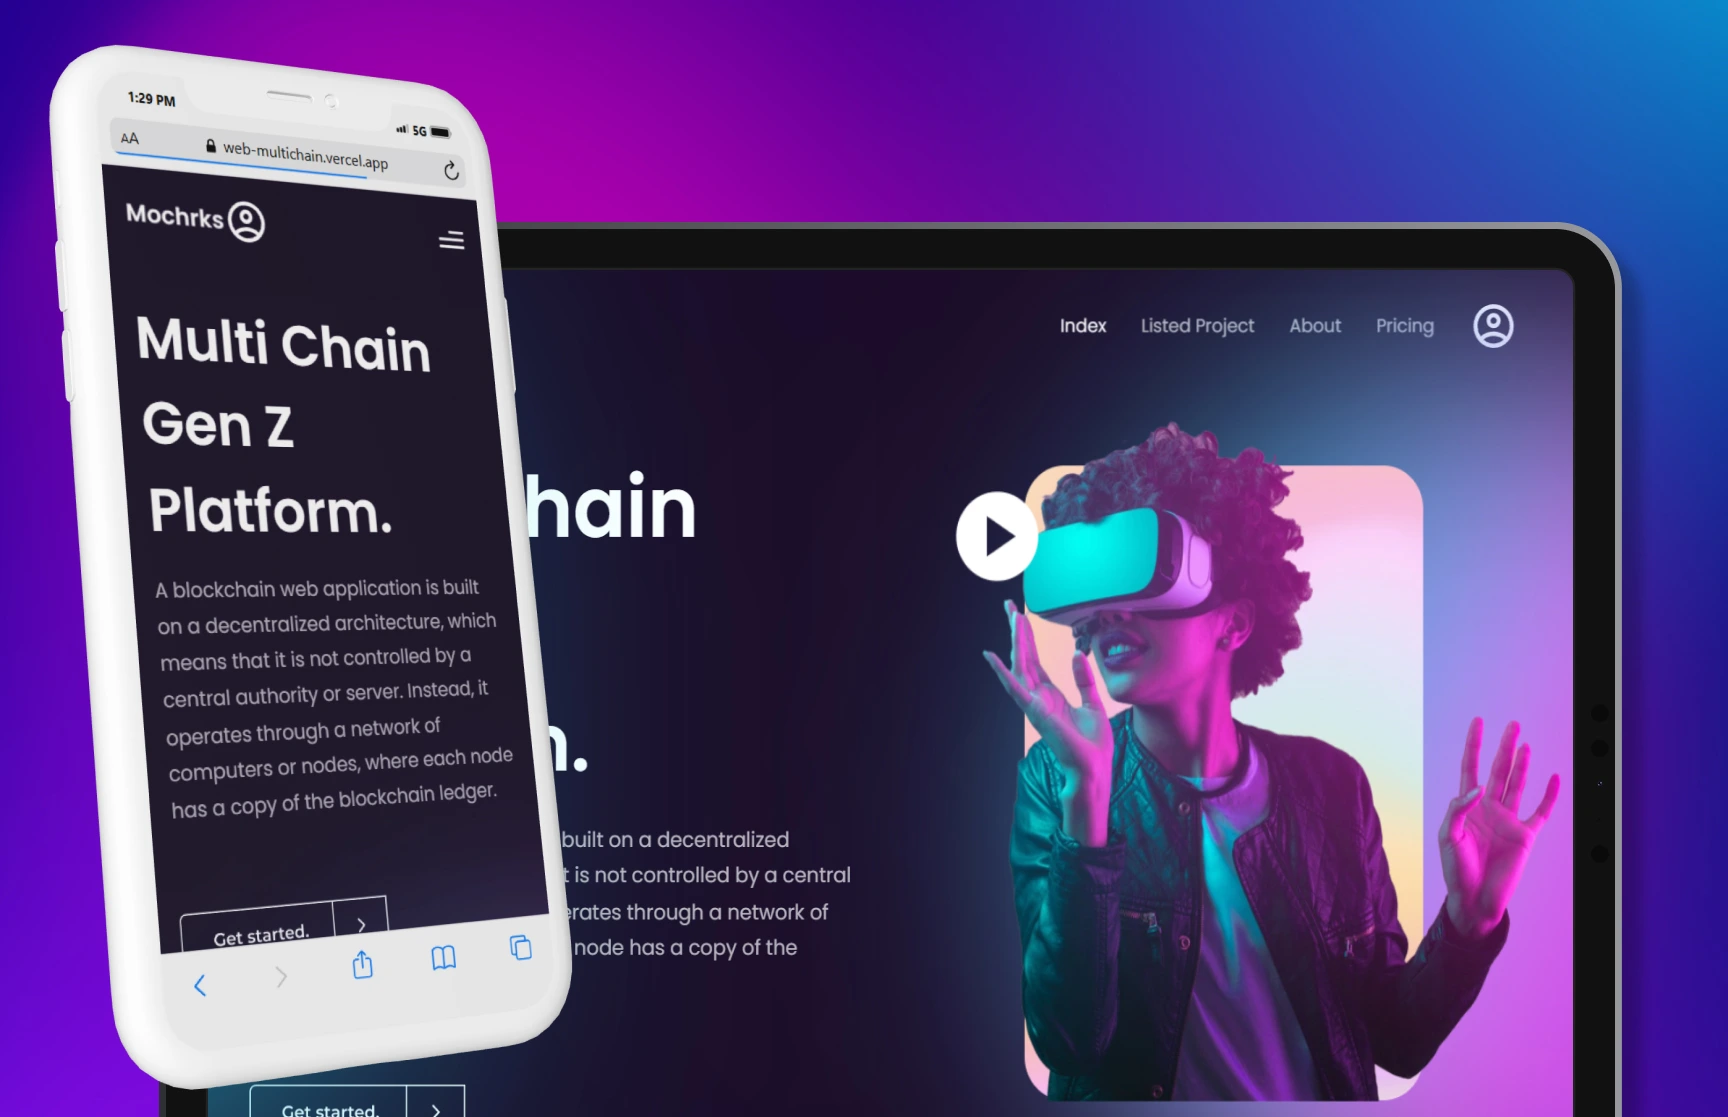 1:29 PM
5G
AA
web-multichain.vercel.app
Mochrks
Multi Chain
Gen Z
Platform.
A blockchain web application is built
on a decentralized architecture, which
means that it is not controlled by a
central authority or server. Instead, it
operates through a network of
computers or nodes, where each node
has a copy of the blockchain ledger.
Get started.
Index Listed Project About Pricing
hain
.
built on a decentralized
t is not controlled by a central
erates through a network of
node has a copy of the
Get started.